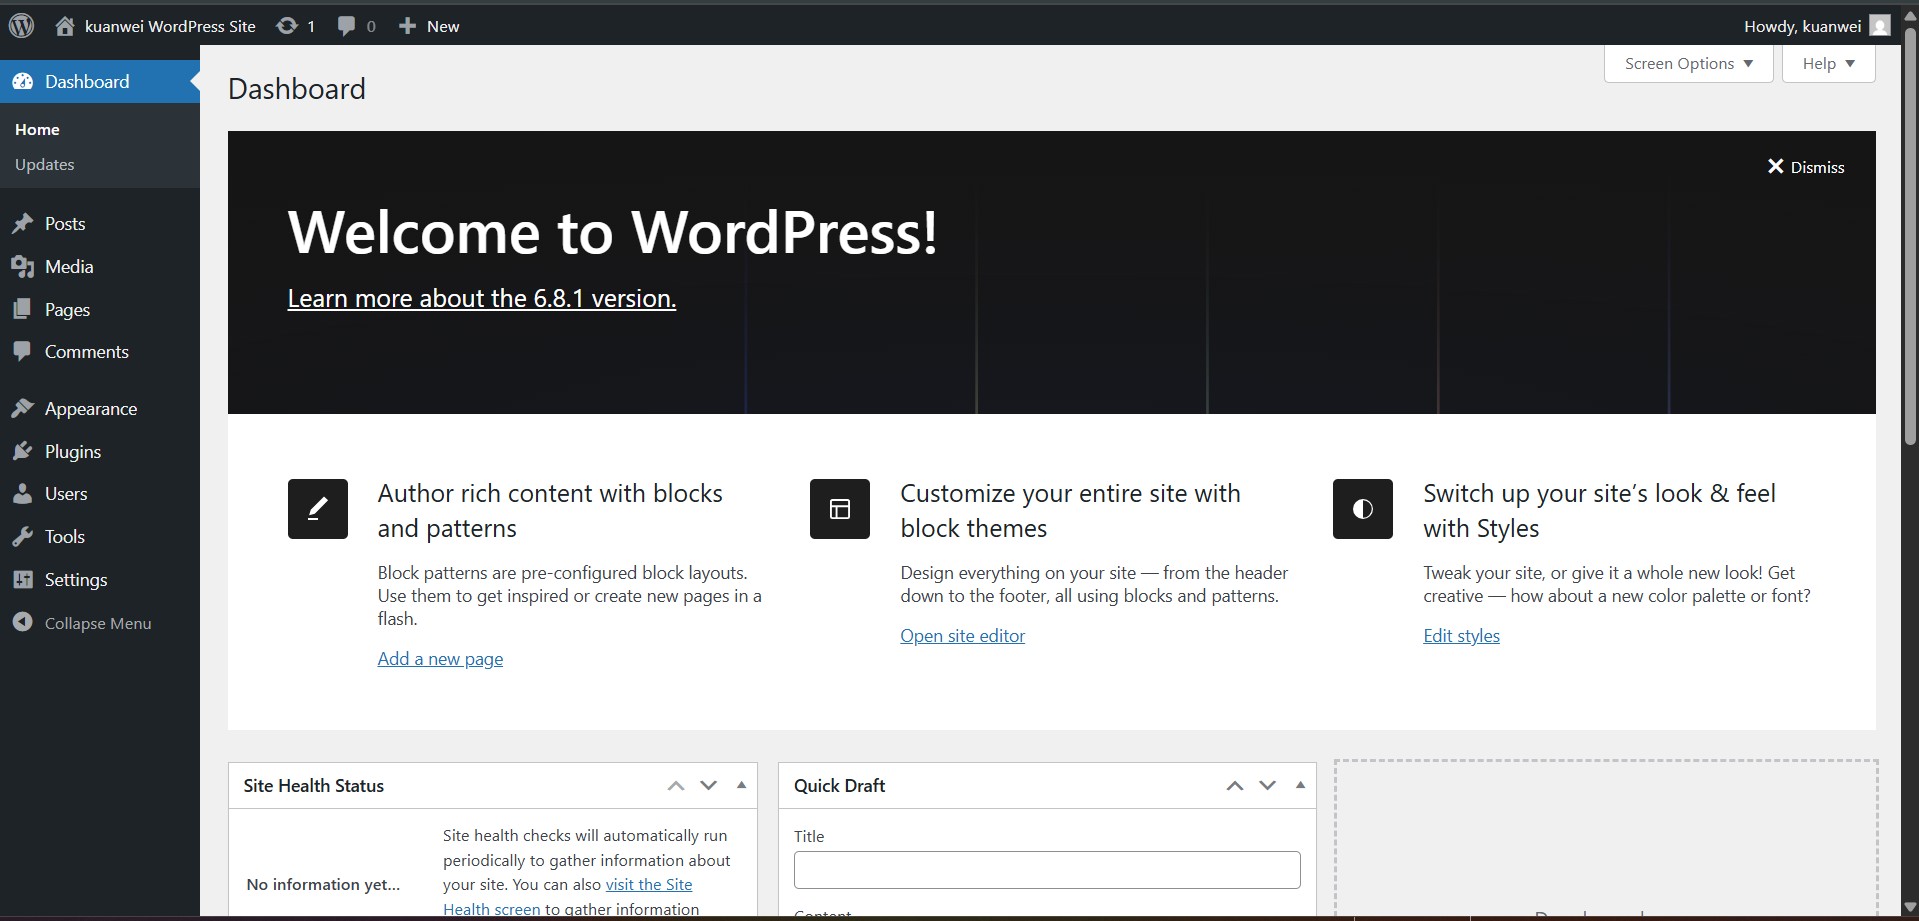 kuanwei WordPress Site 1 0 New Howdy, kuanwei
Screen Options Help
Dashboard
Home
Updates
Posts
Media
Pages
Comments
Appearance
Plugins
Users
Tools
Settings
Collapse Menu
Dashboard
Dismiss
Welcome to WordPress!
Learn more about the 6.8.1 version.
Author rich content with blocks
and patterns
Block patterns are pre-configured block layouts.
Use them to get inspired or create new pages in a
flash.
Add a new page
Customize your entire site with
block themes
Design everything on your site — from the header
down to the footer, all using blocks and patterns.
Open site editor
Switch up your site’s look & feel
with Styles
Tweak your site, or give it a whole new look! Get
creative — how about a new color palette or font?
Edit styles
Site Health Status
No information yet...
Site health checks will automatically run
periodically to gather information about
your site. You can also visit the Site
Health screen to gather information
Quick Draft
Title
Content